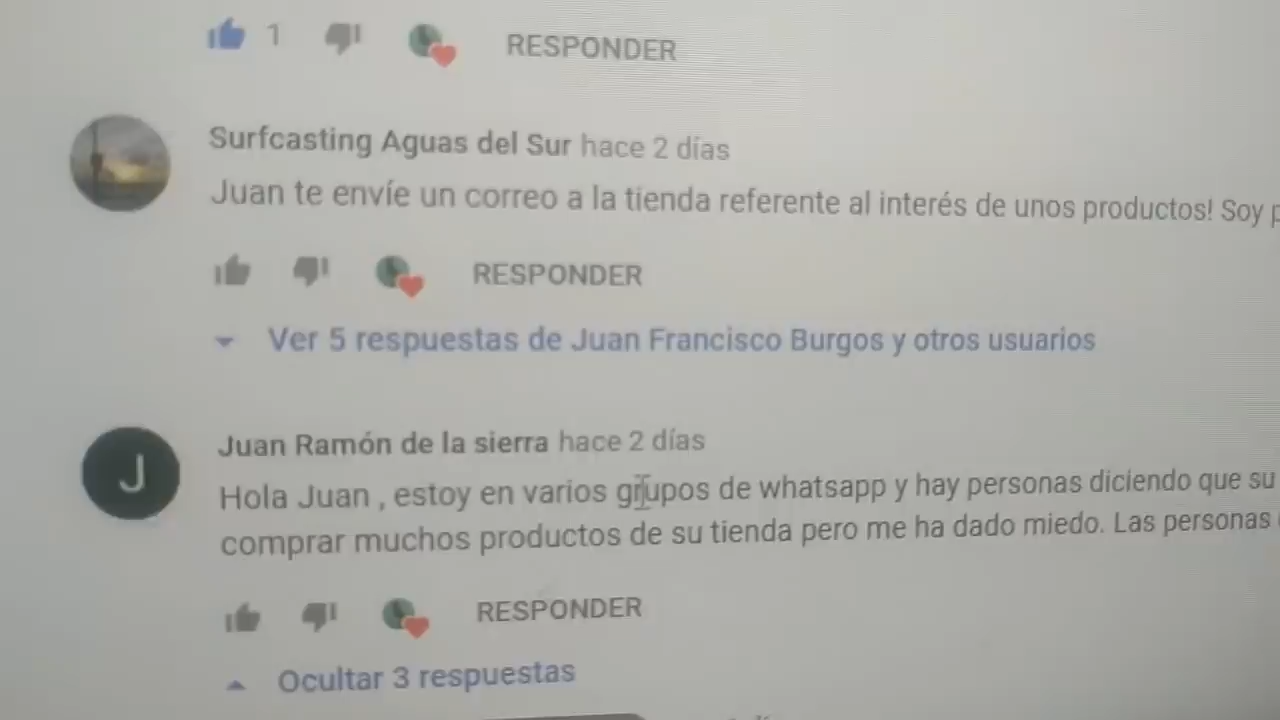 1 RESPONDER
Surfcasting Aguas del Sur hace 2 días
Juan te envíe un correo a la tienda referente al interés de unos productos! Soy
RESPONDER
Ver 5 respuestas de Juan Francisco Burgos y otros usuarios
J
Juan Ramón de la sierra hace 2 días
Hola Juan , estoy en varios grupos de whatsapp y hay personas diciendo que su
comprar muchos productos de su tienda pero me ha dado miedo. Las personas
RESPONDER
Ocultar 3 respuestas